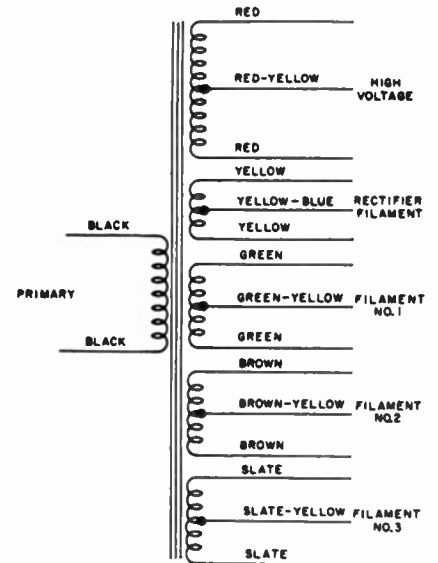 RED
RED-YELLOW
HIGH VOLTAGE
RED
YELLOW
YELLOW-BLUE
RECTIFIER FILAMENT
YELLOW
BLACK
PRIMARY
BLACK
GREEN
GREEN-YELLOW
FILAMENT NO.1
GREEN
BROWN
BROWN-YELLOW
FILAMENT NO.2
BROWN
SLATE
SLATE-YELLOW
FILAMENT NO.3
SLATE